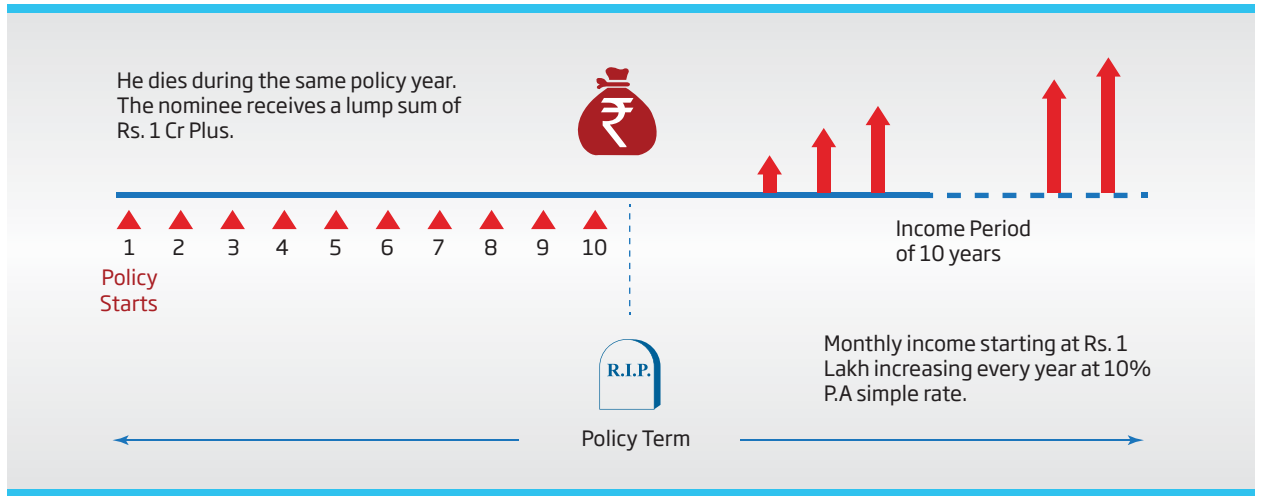 He dies during the same policy year.
The nominee receives a lump sum of
Rs. 1 Cr Plus.
₹
1 2 3 4 5 6 7 8 9 10
Policy
Starts
Income Period
of 10 years
R.I.P.
Monthly income starting at Rs. 1
Lakh increasing every year at 10%
P.A simple rate.
Policy Term